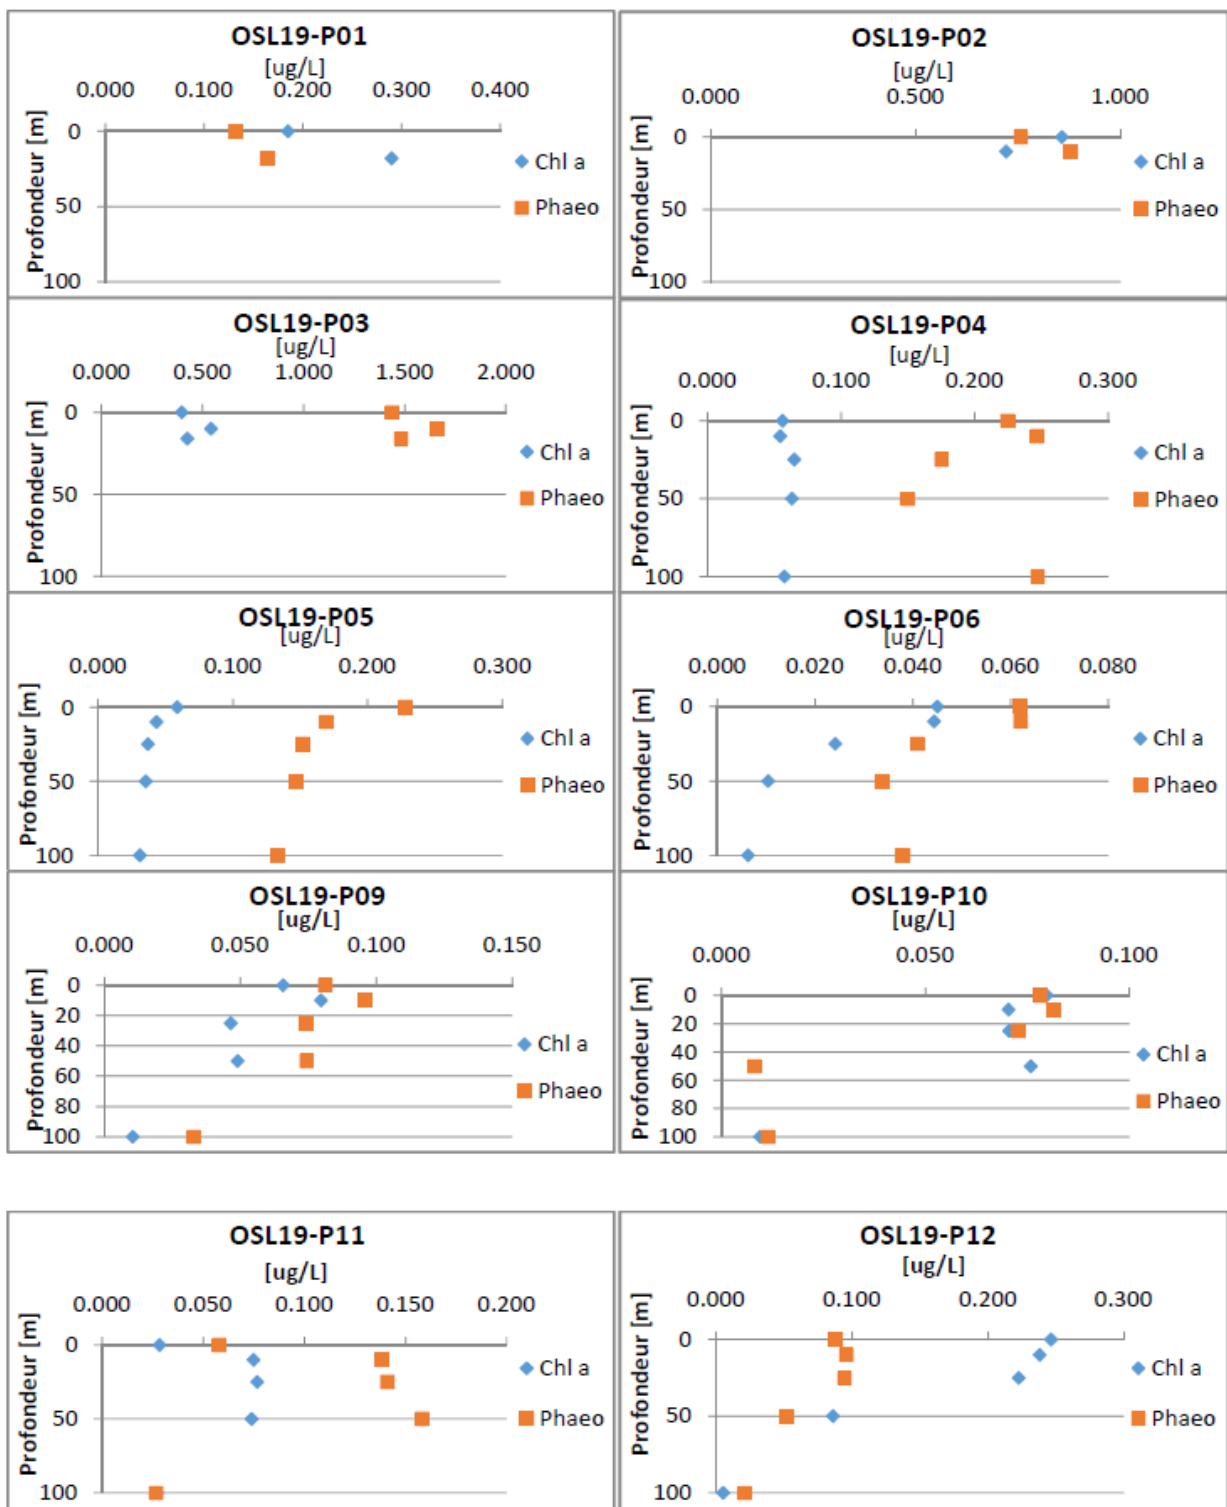 OSL19-P01
[ug/L]
0.000 0.100 0.200 0.300 0.400
Profondeur [m]
0
50
100
Chl a
Phaeo
OSL19-P02
[ug/L]
0.000 0.500 1.000
Profondeur [m]
0
50
100
Chl a
Phaeo
OSL19-P03
[ug/L]
0.000 0.500 1.000 1.500 2.000
Profondeur [m]
0
50
100
Chl a
Phaeo
OSL19-P04
[ug/L]
0.000 0.100 0.200 0.300
Profondeur [m]
0
50
100
Chl a
Phaeo
OSL19-P05
[ug/L]
0.000 0.100 0.200 0.300
Profondeur [m]
0
50
100
Chl a
Phaeo
OSL19-P06
[ug/L]
0.000 0.020 0.040 0.060 0.080
Profondeur [m]
0
50
100
Chl a
Phaeo
OSL19-P09
[ug/L]
0.000 0.050 0.100 0.150
Profondeur [m]
0
20
40
60
80
100
Chl a
Phaeo
OSL19-P10
[ug/L]
0.000 0.050 0.100
Profondeur [m]
0
20
40
60
80
100
Chl a
Phaeo
OSL19-P11
[ug/L]
0.000 0.050 0.100 0.150 0.200
Profondeur [m]
0
50
100
Chl a
Phaeo
OSL19-P12
[ug/L]
0.000 0.100 0.200 0.300
Profondeur [m]
0
50
100
Chl a
Phaeo